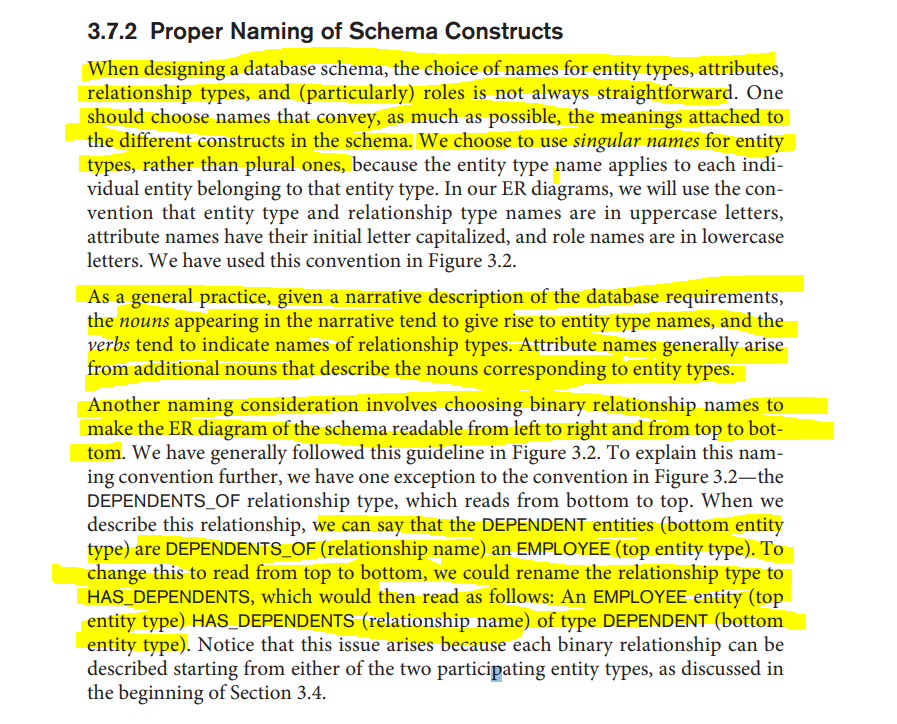 3.7.2 Proper Naming of Schema Constructs
When designing a database schema, the choice of names for entity types, attributes,
relationship types, and (particularly) roles is not always straightforward. One
should choose names that convey, as much as possible, the meanings attached to
the different constructs in the schema. We choose to use singular names for entity
types, rather than plural ones, because the entity type name applies to each indi-
vidual entity belonging to that entity type. In our ER diagrams, we will use the con-
vention that entity type and relationship type names are in uppercase letters,
attribute names have their initial letter capitalized, and role names are in lowercase
letters. We have used this convention in Figure 3.2.
As a general practice, given a narrative description of the database requirements,
the nouns appearing in the narrative tend to give rise to entity type names, and the
verbs tend to indicate names of relationship types. Attribute names generally arise
from additional nouns that describe the nouns corresponding to entity types.
Another naming consideration involves choosing binary relationship names to
make the ER diagram of the schema readable from left to right and from top to bot-
tom. We have generally followed this guideline in Figure 3.2. To explain this nam-
ing convention further, we have one exception to the convention in Figure 3.2—the
DEPENDENTS_OF relationship type, which reads from bottom to top. When we
describe this relationship, we can say that the DEPENDENT entities (bottom entity
type) are DEPENDENTS_OF (relationship name) an EMPLOYEE (top entity type). To
change this to read from top to bottom, we could rename the relationship type to
HAS_DEPENDENTS, which would then read as follows: An EMPLOYEE entity (top
entity type) HAS_DEPENDENTS (relationship name) of type DEPENDENT (bottom
entity type). Notice that this issue arises because each binary relationship can be
described starting from either of the two participating entity types, as discussed in
the beginning of Section 3.4.